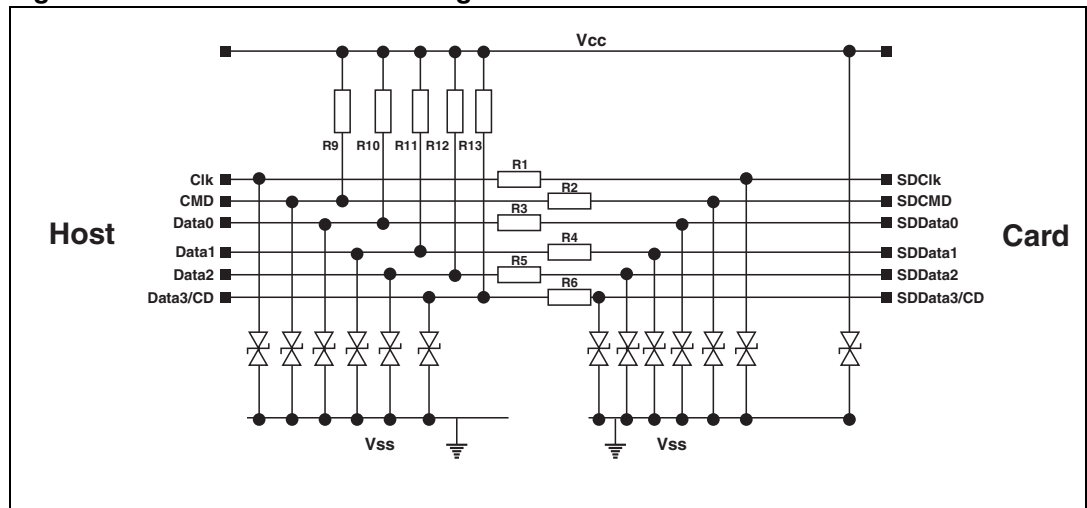 Vcc
R9 R10 R11 R12 R13
Clk R1 SDClk
CMD R2 SDCMD
Data0 R3 SDData0
Host
Card
Data1 R4 SDData1
Data2 R5 SDData2
Data3/CD R6 SDData3/CD
Vss Vss